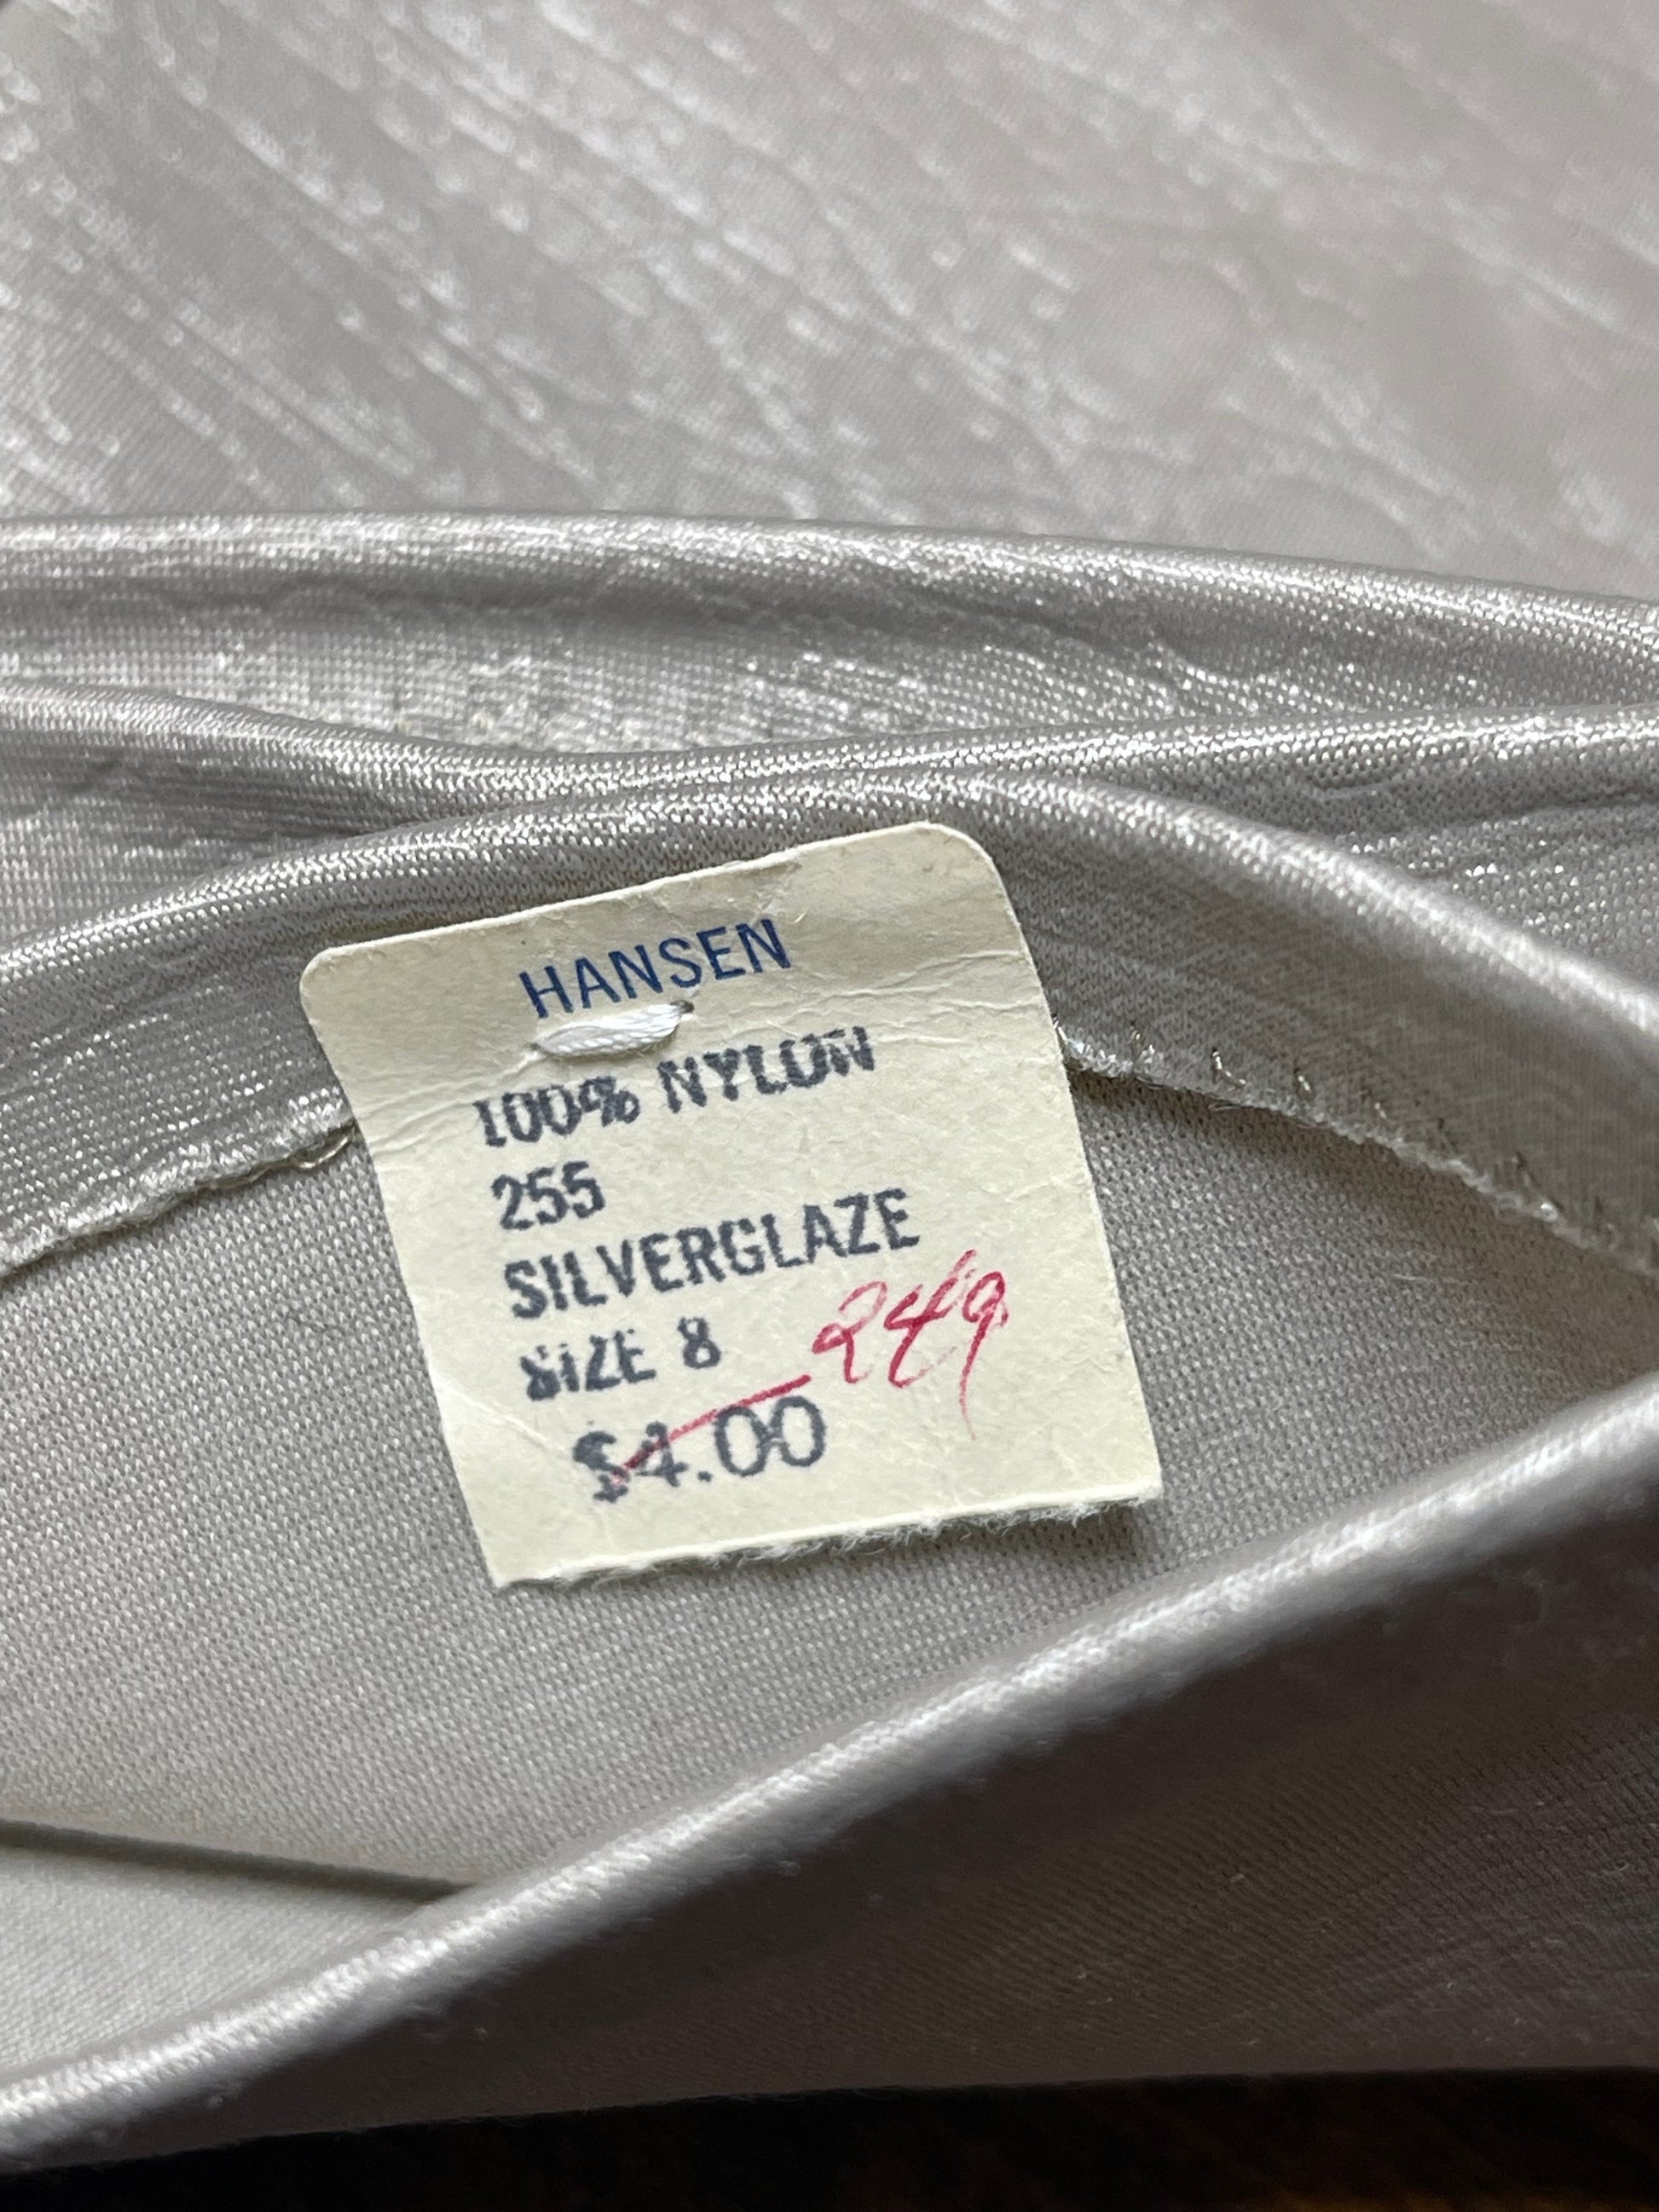 HANSEN
100% NYLON
255
SILVERGLAZE
SIZE 8
249
$4.00